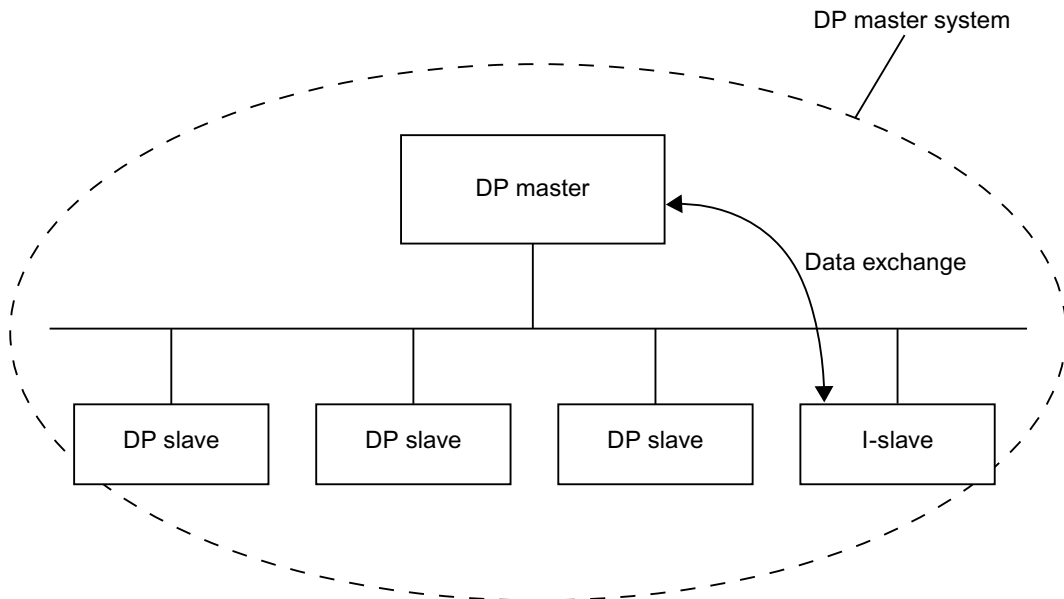 DP master system
DP master
Data exchange
DP slave
DP slave
DP slave
I-slave